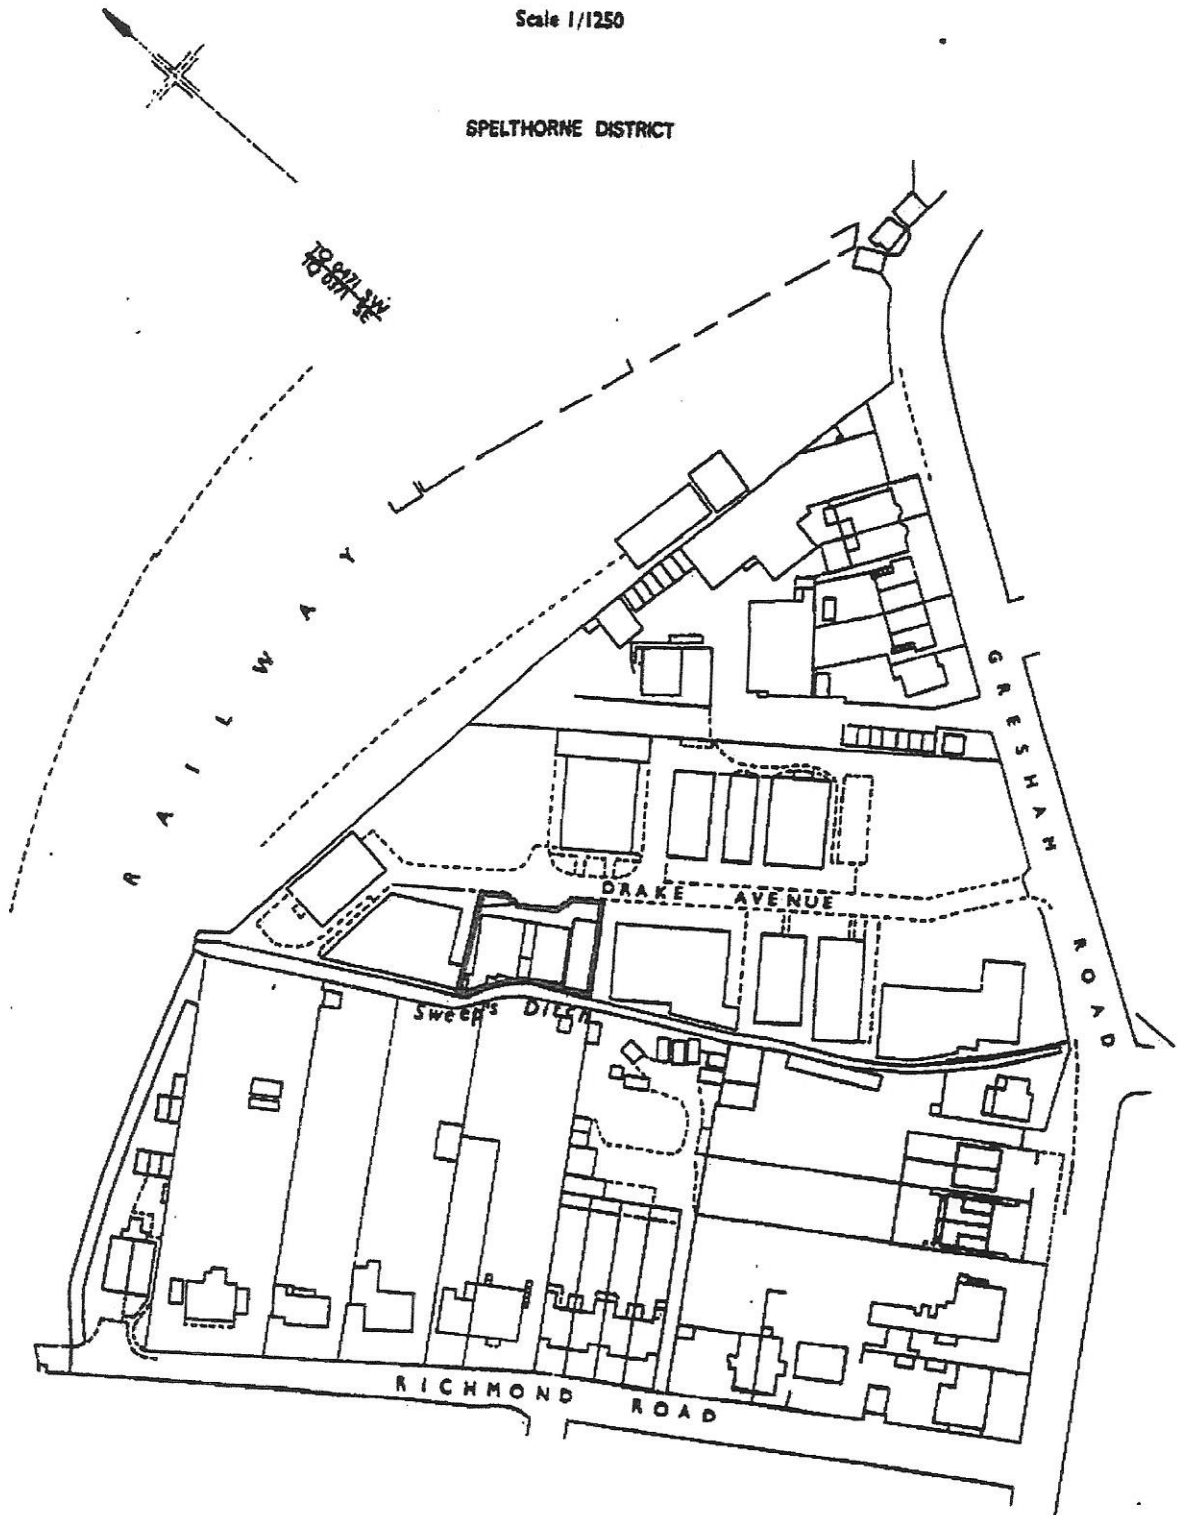 Scale 1/1250
SPELTHORNE DISTRICT
TQ 0471 SW
TQ 0371 SE
RAILWAY
GRESHAM ROAD
DRAKE AVENUE
Sweep's Ditch
RICHMOND ROAD